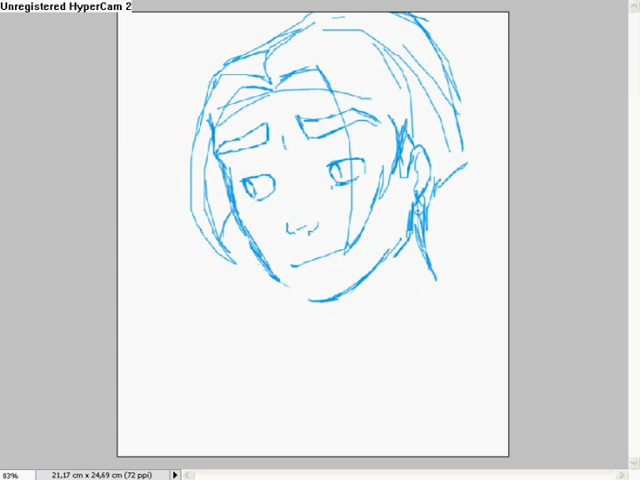 Unregistered HyperCam 2
83%
21,17 cm x 24,69 cm (72 ppi)